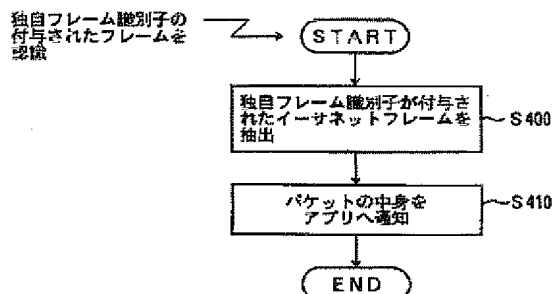 独自フレーム識別子の
付与されたフレームを
認識
START
独自フレーム識別子が付与さ
れたイーサネットフレームを
抽出
S400
パケットの中身を
アプリへ通知
S410
END